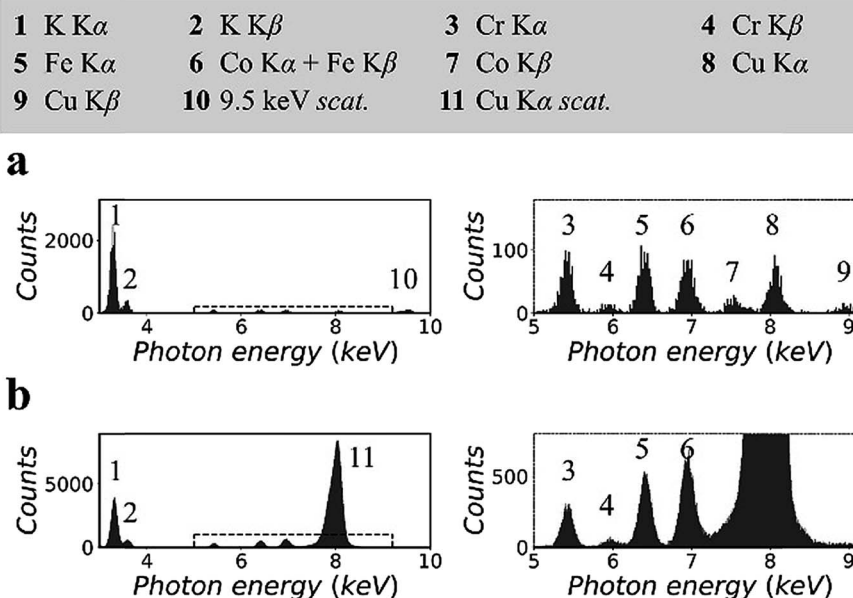 1 K Kα 2 K Kβ 3 Cr Kα 4 Cr Kβ
5 Fe Kα 6 Co Kα + Fe Kβ 7 Co Kβ 8 Cu Kα
9 Cu Kβ 10 9.5 keV scat. 11 Cu Kα scat.
a
Counts
2000
0
1
2
10
4 6 8 10
Photon energy (keV)
Counts
100
0
3 4 5 6 7 8 9
5 6 7 8 9
Photon energy (keV)
b
Counts
5000
0
1
2
11
4 6 8 10
Photon energy (keV)
Counts
500
0
3 4 5 6
5 6 7 8 9
Photon energy (keV)